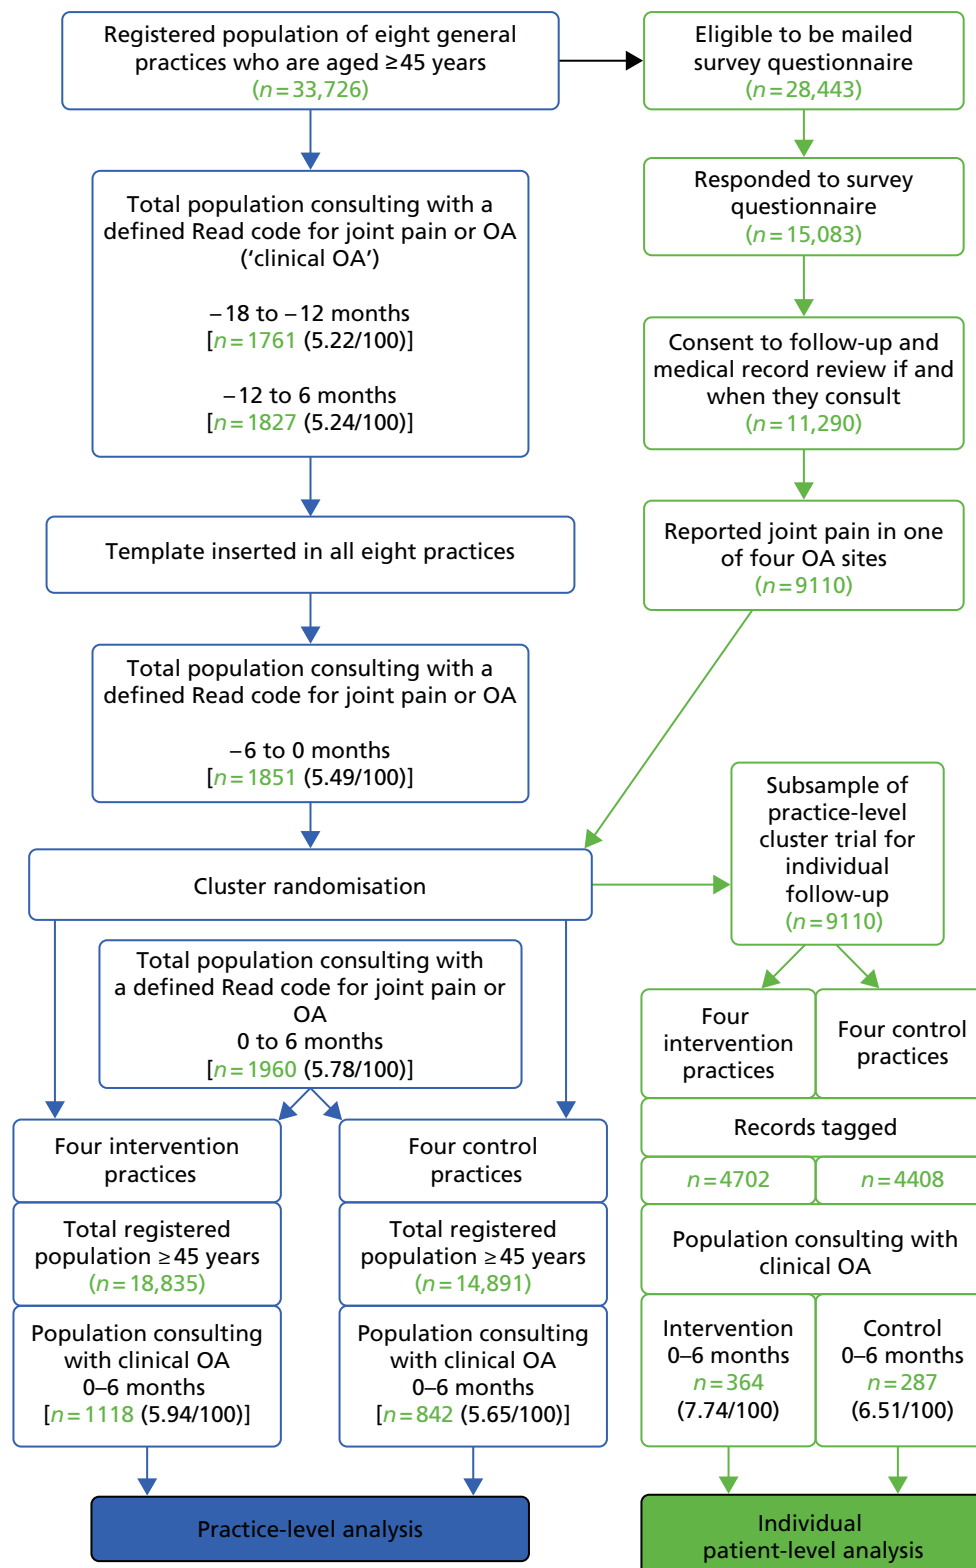 Registered population of eight general
practices who are aged ≥45 years
(n=33,726)
Eligible to be mailed
survey questionnaire
(n=28,443)
Total population consulting with a
defined Read code for joint pain or OA
(‘clinical OA’)
–18 to –12 months
[n=1761 (5.22/100)]
–12 to 6 months
[n=1827 (5.24/100)]
Responded to survey
questionnaire
(n=15,083)
Consent to follow-up and
medical record review if and
when they consult
(n=11,290)
Template inserted in all eight practices
Reported joint pain in one
of four OA sites
(n=9110)
Total population consulting with a
defined Read code for joint pain or OA
–6 to 0 months
[n=1851 (5.49/100)]
Cluster randomisation
Subsample of
practice-level
cluster trial for
individual
follow-up
(n=9110)
Total population consulting with
a defined Read code for joint pain or
OA
0 to 6 months
[n=1960 (5.78/100)]
Four intervention
practices
Total registered
population ≥45 years
(n=18,835)
Population consulting
with clinical OA
0–6 months
[n=1118 (5.94/100)]
Four control
practices
Total registered
population ≥45 years
(n=14,891)
Population consulting
with clinical OA
0–6 months
[n=842 (5.65/100)]
Practice-level analysis
Four
intervention
practices
Four control
practices
Records tagged
n=4702
n=4408
Population consulting with
clinical OA
Intervention
0–6 months
n=364
(7.74/100)
Control
0–6 months
n=287
(6.51/100)
Individual
patient-level analysis